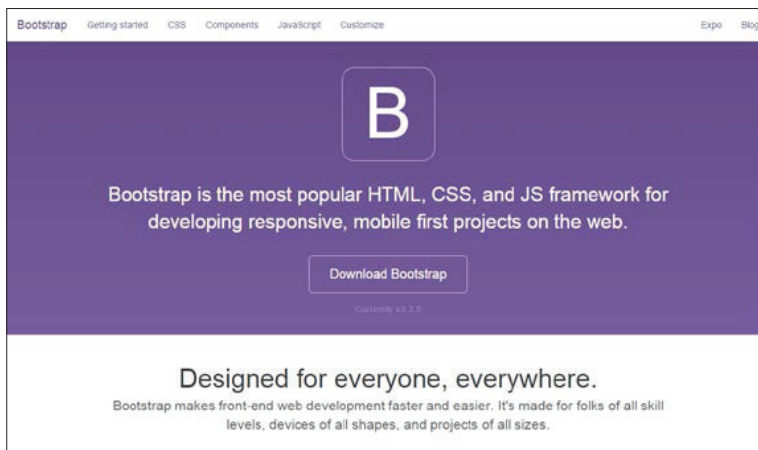 Bootstrap Getting started CSS Components JavaScript Customize Expo Blog
B
Bootstrap is the most popular HTML, CSS, and JS framework for
developing responsive, mobile first projects on the web.
Download Bootstrap
Currently
Designed for everyone, everywhere.
Bootstrap makes front-end web development faster and easier. It's made for folks of all skill
levels, devices of all shapes, and projects of all sizes.